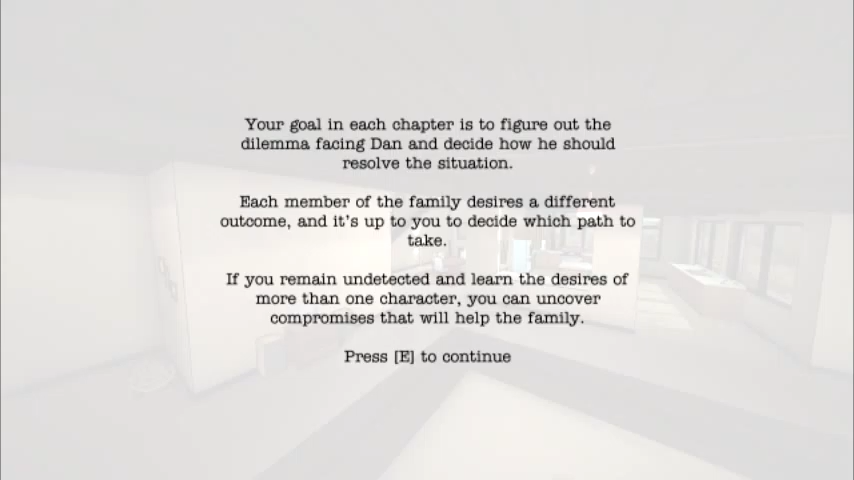 Your goal in each chapter is to figure out the
dilemma facing Dan and decide how he should
resolve the situation.
Each member of the family desires a different
outcome, and it's up to you to decide which path to
take.
If you remain undetected and learn the desires of
more than one character, you can uncover
compromises that will help the family.
Press [E] to continue